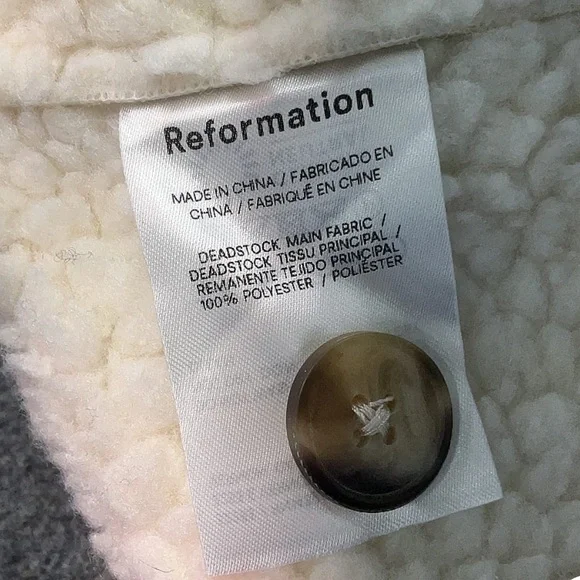 Reformation
MADE IN CHINA / FABRICADO EN
CHINA / FABRIQUÉ EN CHINE
DEADSTOCK MAIN FABRIC /
DEADSTOCK TISSU PRINCIPAL /
REMANENTE TEJIDO PRINCIPAL
100% POLYESTER / POLIÉSTER